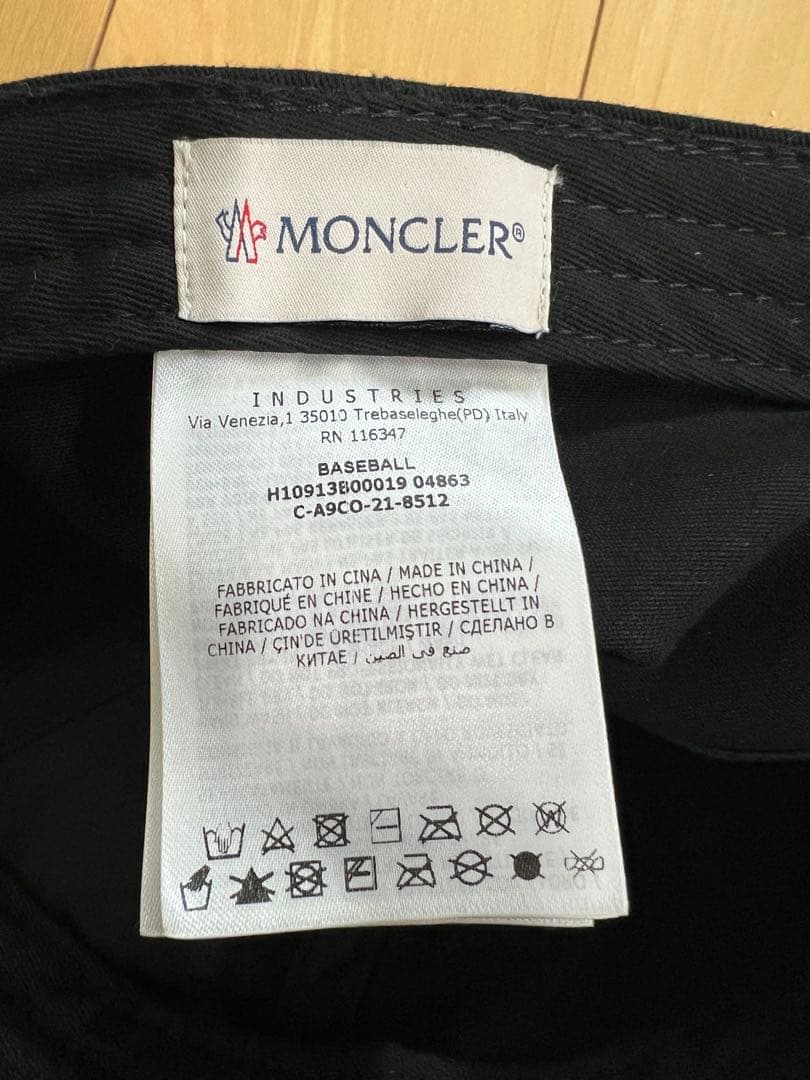 MONCLER®
INDUSTRIES
Via Venezia,1 35010 Trebaseleghe(PD) Italy
RN 116347
BASEBALL
H10913B00019 04863
C-A9CO-21-8512
FABBRICATO IN CINA / MADE IN CHINA /
FABRIQUÉ EN CHINE / HECHO EN CHINA /
FABRICADO NA CHINA / HERGESTELLT IN
CHINA / ÇIN'DE ÜRETILMIŞTIR / СДЕЛАНО В
КИТАЕ / صنع في الصين